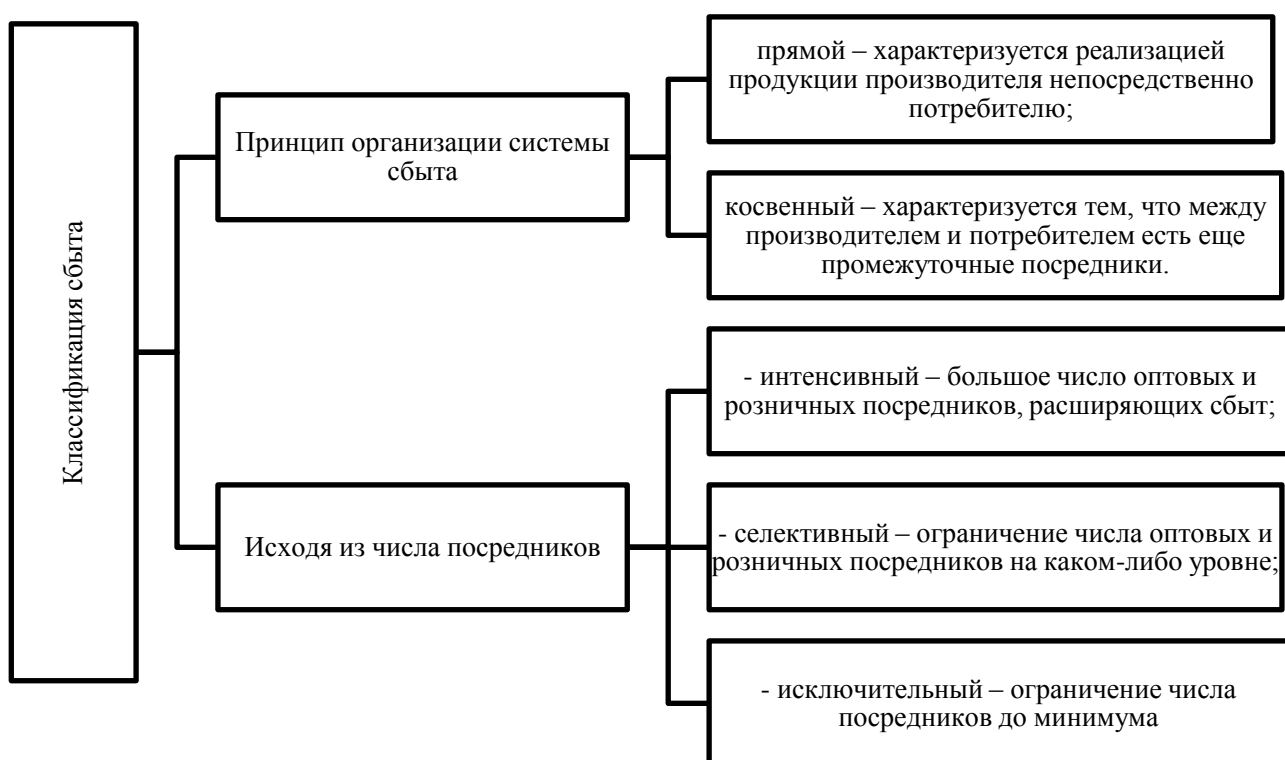 Классификация сбыта
Принцип организации системы
сбыта
прямой – характеризуется реализацией
продукции производителя непосредственно
потребителю;
косвенный – характеризуется тем, что между
производителем и потребителем есть еще
промежуточные посредники.
Исходя из числа посредников
- интенсивный – большое число оптовых и
розничных посредников, расширяющих сбыт;
- селективный – ограничение числа оптовых и
розничных посредников на каком-либо уровне;
- исключительный – ограничение числа
посредников до минимума